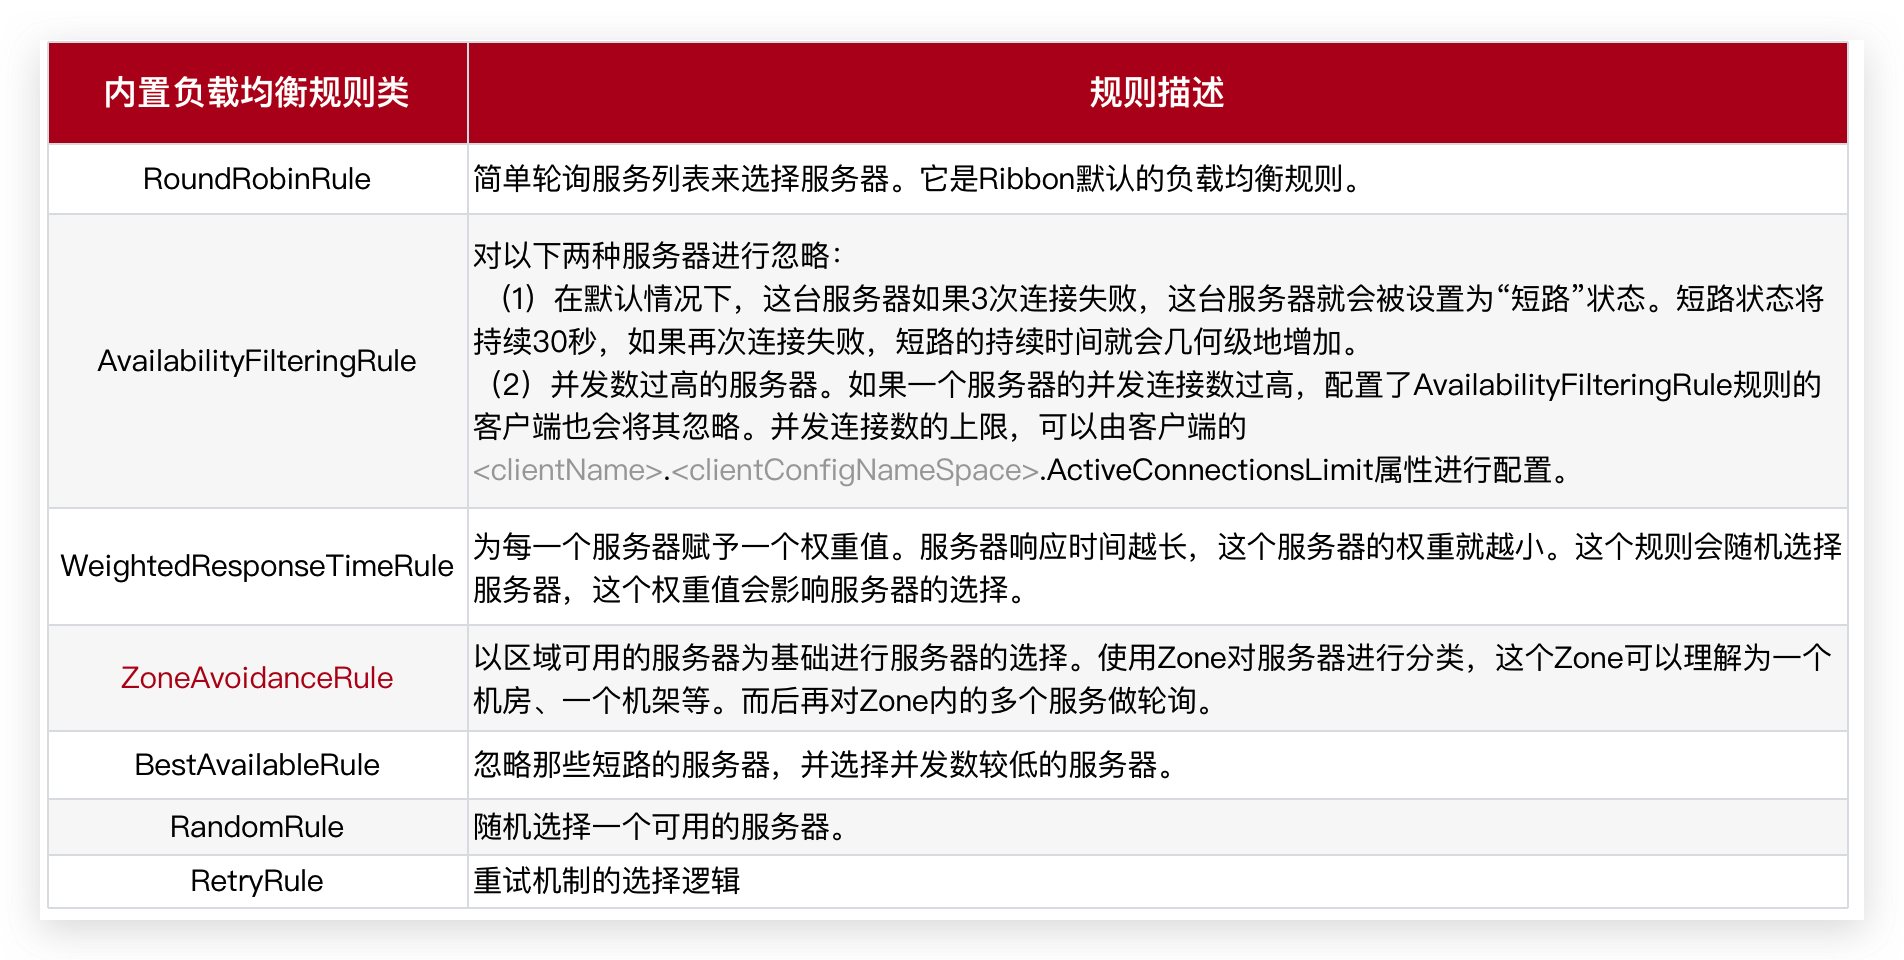 内置负载均衡规则类
规则描述
RoundRobinRule
简单轮询服务列表来选择服务器。它是Ribbon默认的负载均衡规则。
AvailabilityFilteringRule
对以下两种服务器进行忽略：
（1）在默认情况下，这台服务器如果3次连接失败，这台服务器就会被设置为“短路”状态。短路状态将
持续30秒，如果再次连接失败，短路的持续时间就会几何级地增加。
（2）并发数过高的服务器。如果一个服务器的并发连接数过高，配置了AvailabilityFilteringRule规则的
客户端也会将其忽略。并发连接数的上限，可以由客户端的
<clientName>.<clientConfigNameSpace>.ActiveConnectionsLimit属性进行配置。
WeightedResponseTimeRule
为每一个服务器赋予一个权重值。服务器响应时间越长，这个服务器的权重就越小。这个规则会随机选择
服务器，这个权重值会影响服务器的选择。
ZoneAvoidanceRule
以区域可用的服务器为基础进行服务器的选择。使用Zone对服务器进行分类，这个Zone可以理解为一个
机房、一个机架等。而后再对Zone内的多个服务做轮询。
BestAvailableRule
忽略那些短路的服务器，并选择并发数较低的服务器。
RandomRule
随机选择一个可用的服务器。
RetryRule
重试机制的选择逻辑